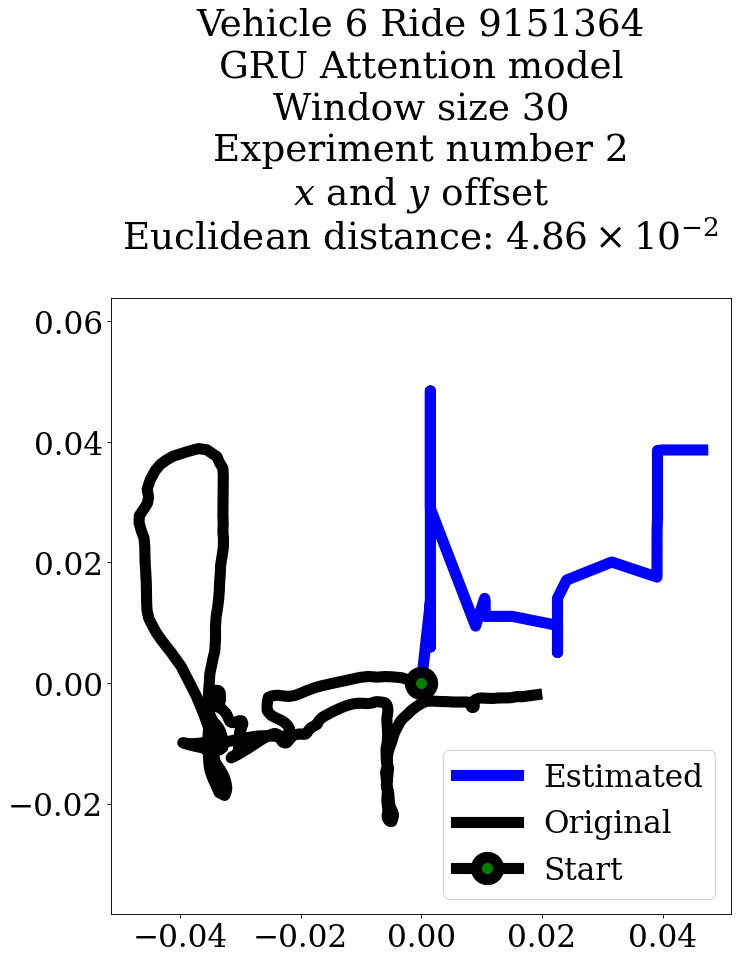 Vehicle 6 Ride 9151364
GRU Attention model
Window size 30
Experiment number 2
x and y offset
Euclidean distance: 4.86 × 10⁻²
0.06
0.04
0.02
0.00
−0.02
−0.04 −0.02 0.00 0.02 0.04
Estimated
Original
Start